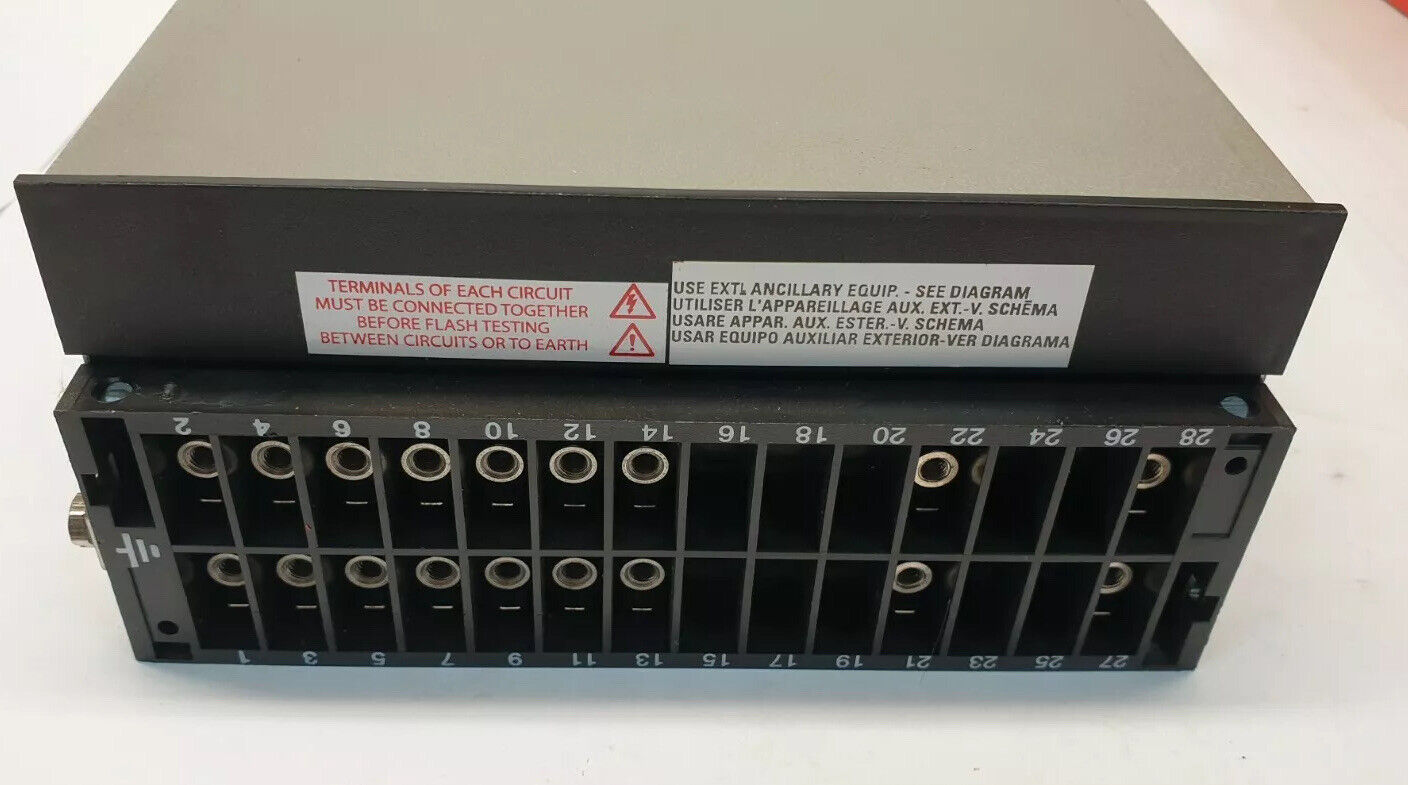 TERMINALS OF EACH CIRCUIT
MUST BE CONNECTED TOGETHER
BEFORE FLASH TESTING
BETWEEN CIRCUITS OR TO EARTH
USE EXTL ANCILLARY EQUIP. - SEE DIAGRAM
UTILISER L'APPAREILLAGE AUX. EXT.-V. SCHÉMA
USARE APPAR. AUX. ESTER.-V. SCHEMA
USAR EQUIPO AUXILIAR EXTERIOR-VER DIAGRAMA
2 4 6 8 10 12 14 16 18 20 22 24 26 28
1 3 5 7 9 11 13 15 17 19 21 23 25 27